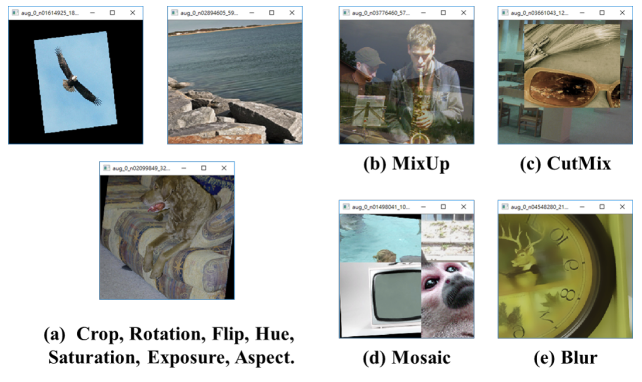 aug_0_n01614925_18...
aug_0_n02894605_59...
aug_0_n03776460_57...
aug_0_n03661043_12...
(b) MixUp
(c) CutMix
aug_0_n02099849_32...
aug_0_n01498041_10...
aug_0_n04548280_21...
(a) Crop, Rotation, Flip, Hue,
Saturation, Exposure, Aspect.
(d) Mosaic
(e) Blur